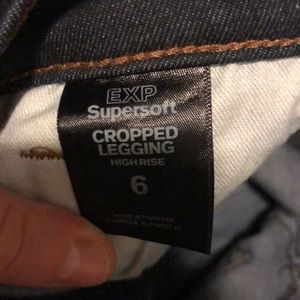 EXP
Supersoft
CROPPED
LEGGING
HIGH RISE
6
MADE IN PAKISTAN